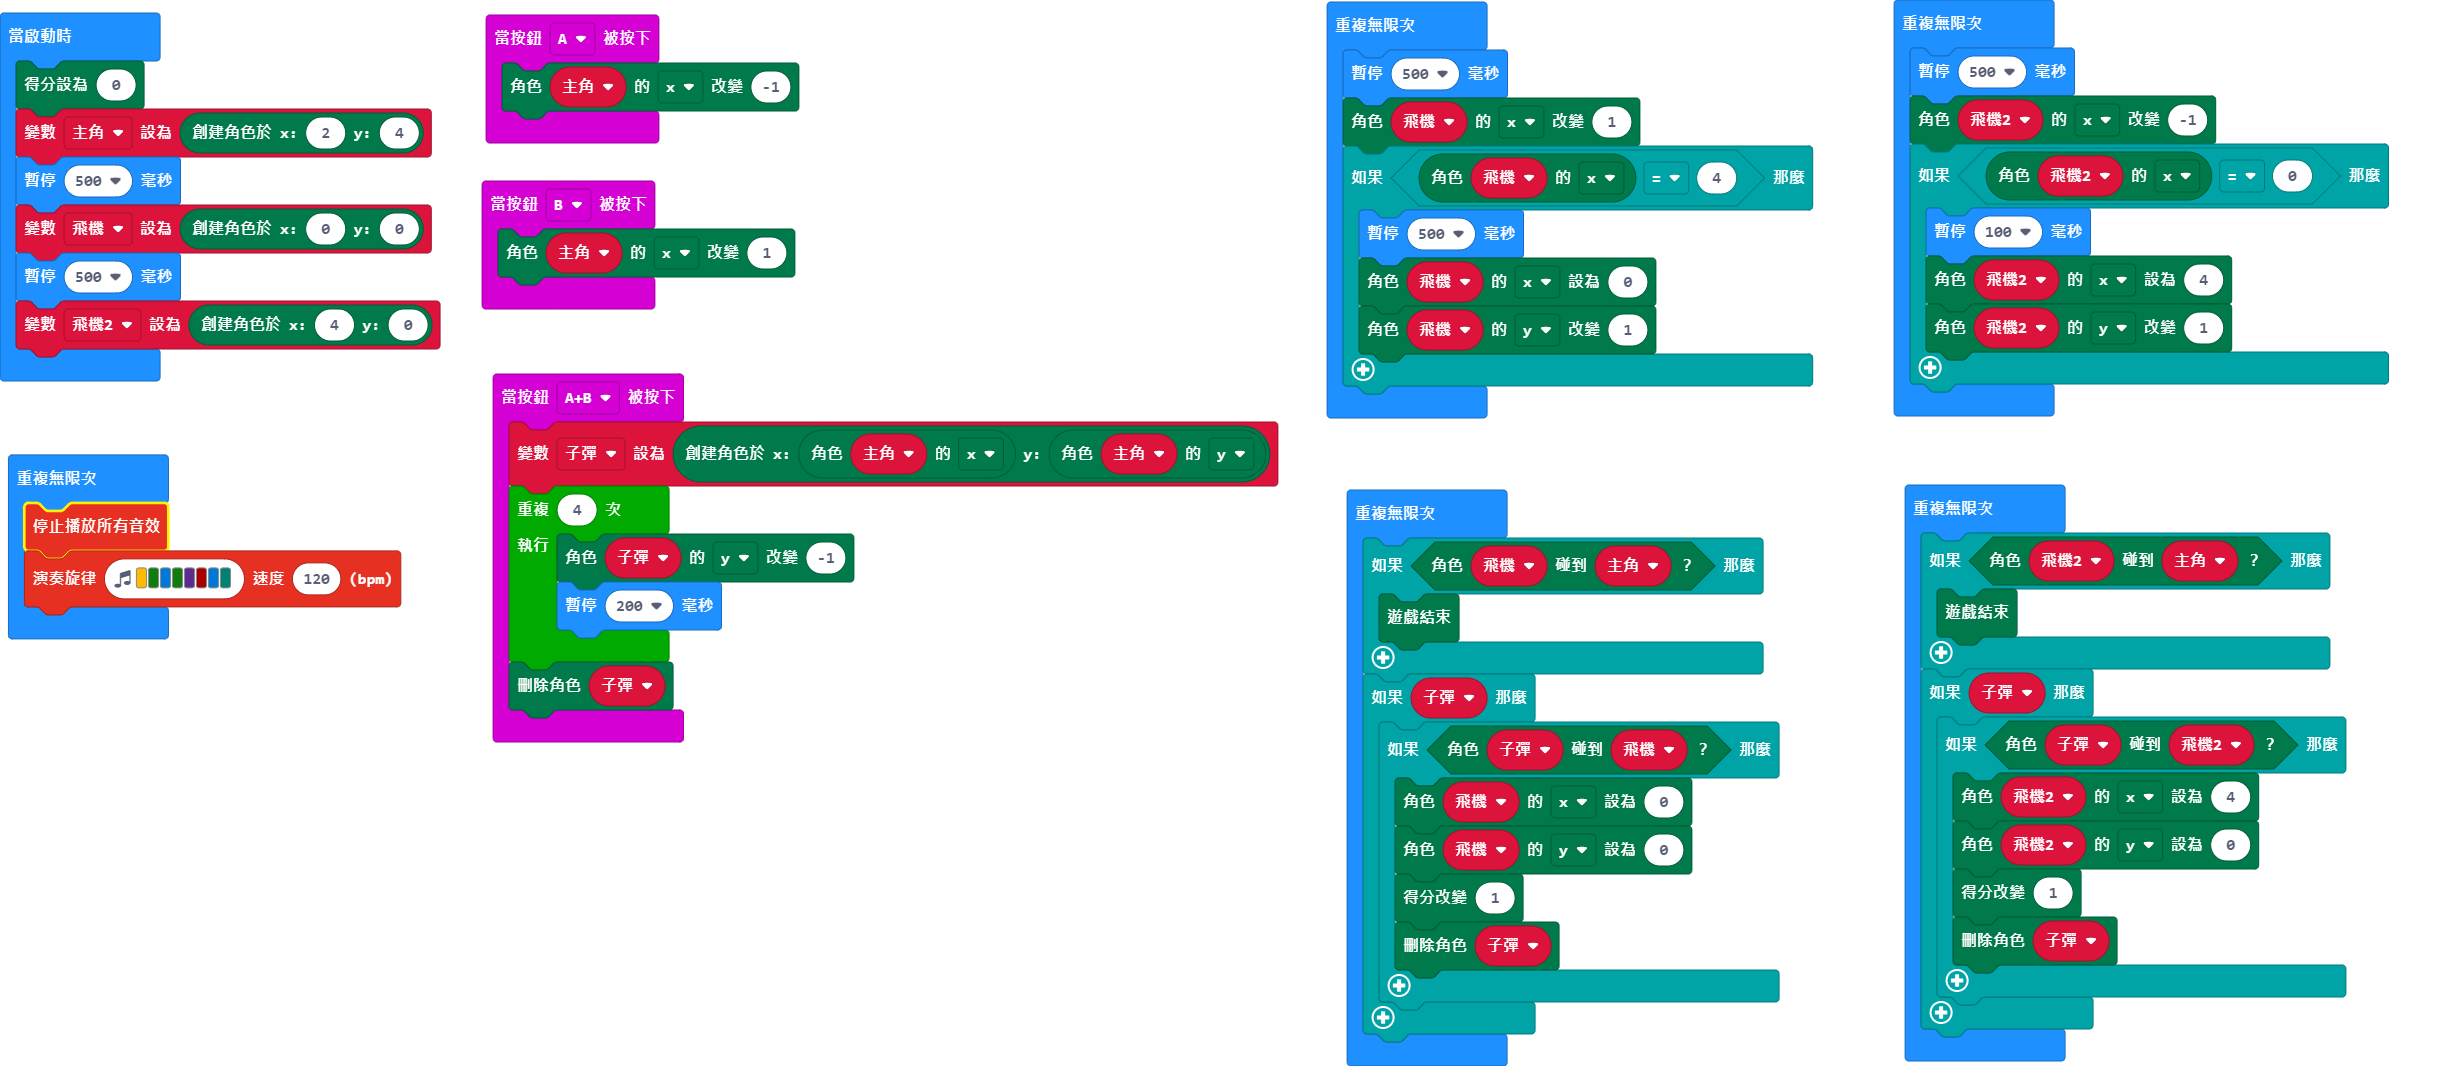 當啟動時
得分設為 0
變數 主角 設為 創建角色於 x: 2 y: 4
暫停 500 毫秒
變數 飛機 設為 創建角色於 x: 0 y: 0
暫停 500 毫秒
變數 飛機2 設為 創建角色於 x: 4 y: 0
重複無限次
停止播放所有音效
演奏旋律 速度 120 (bpm)
當按鈕 A 被按下
角色 主角 的 x 改變 -1
當按鈕 B 被按下
角色 主角 的 x 改變 1
當按鈕 A+B 被按下
變數 子彈 設為 創建角色於 x: 角色 主角 的 x y: 角色 主角 的 y
重複 4 次
執行
角色 子彈 的 y 改變 -1
暫停 200 毫秒
刪除角色 子彈
重複無限次
暫停 500 毫秒
角色 飛機 的 x 改變 1
如果 角色 飛機 的 x = 4 那麼
暫停 500 毫秒
角色 飛機 的 x 設為 0
角色 飛機 的 y 改變 1
重複無限次
暫停 500 毫秒
角色 飛機2 的 x 改變 -1
如果 角色 飛機2 的 x = 0 那麼
暫停 100 毫秒
角色 飛機2 的 x 設為 4
角色 飛機2 的 y 改變 1
重複無限次
如果 角色 飛機 碰到 主角 ? 那麼
遊戲結束
如果 子彈 那麼
如果 角色 子彈 碰到 飛機 ? 那麼
角色 飛機 的 x 設為 0
角色 飛機 的 y 設為 0
得分改變 1
刪除角色 子彈
重複無限次
如果 角色 飛機2 碰到 主角 ? 那麼
遊戲結束
如果 子彈 那麼
如果 角色 子彈 碰到 飛機2 ? 那麼
角色 飛機2 的 x 設為 4
角色 飛機2 的 y 設為 0
得分改變 1
刪除角色 子彈